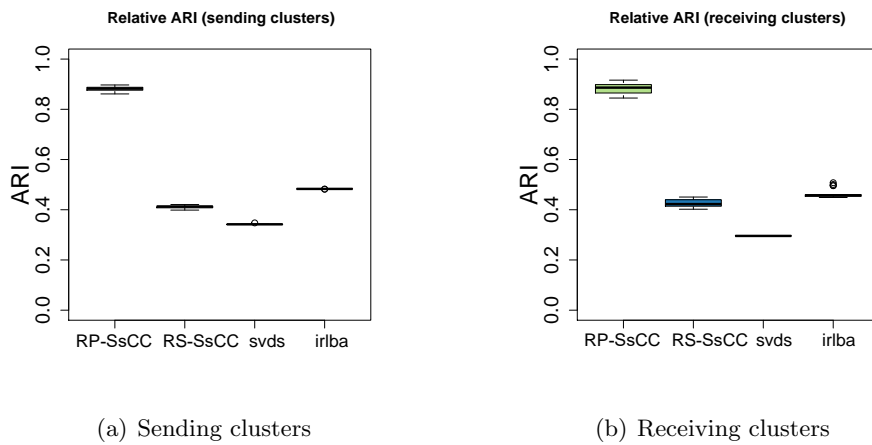 Relative ARI (sending clusters)
ARI
0.0 0.2 0.4 0.6 0.8 1.0
RP-SsCC RS-SsCC svds irlba
(a) Sending clusters
Relative ARI (receiving clusters)
ARI
0.0 0.2 0.4 0.6 0.8 1.0
RP-SsCC RS-SsCC svds irlba
(b) Receiving clusters